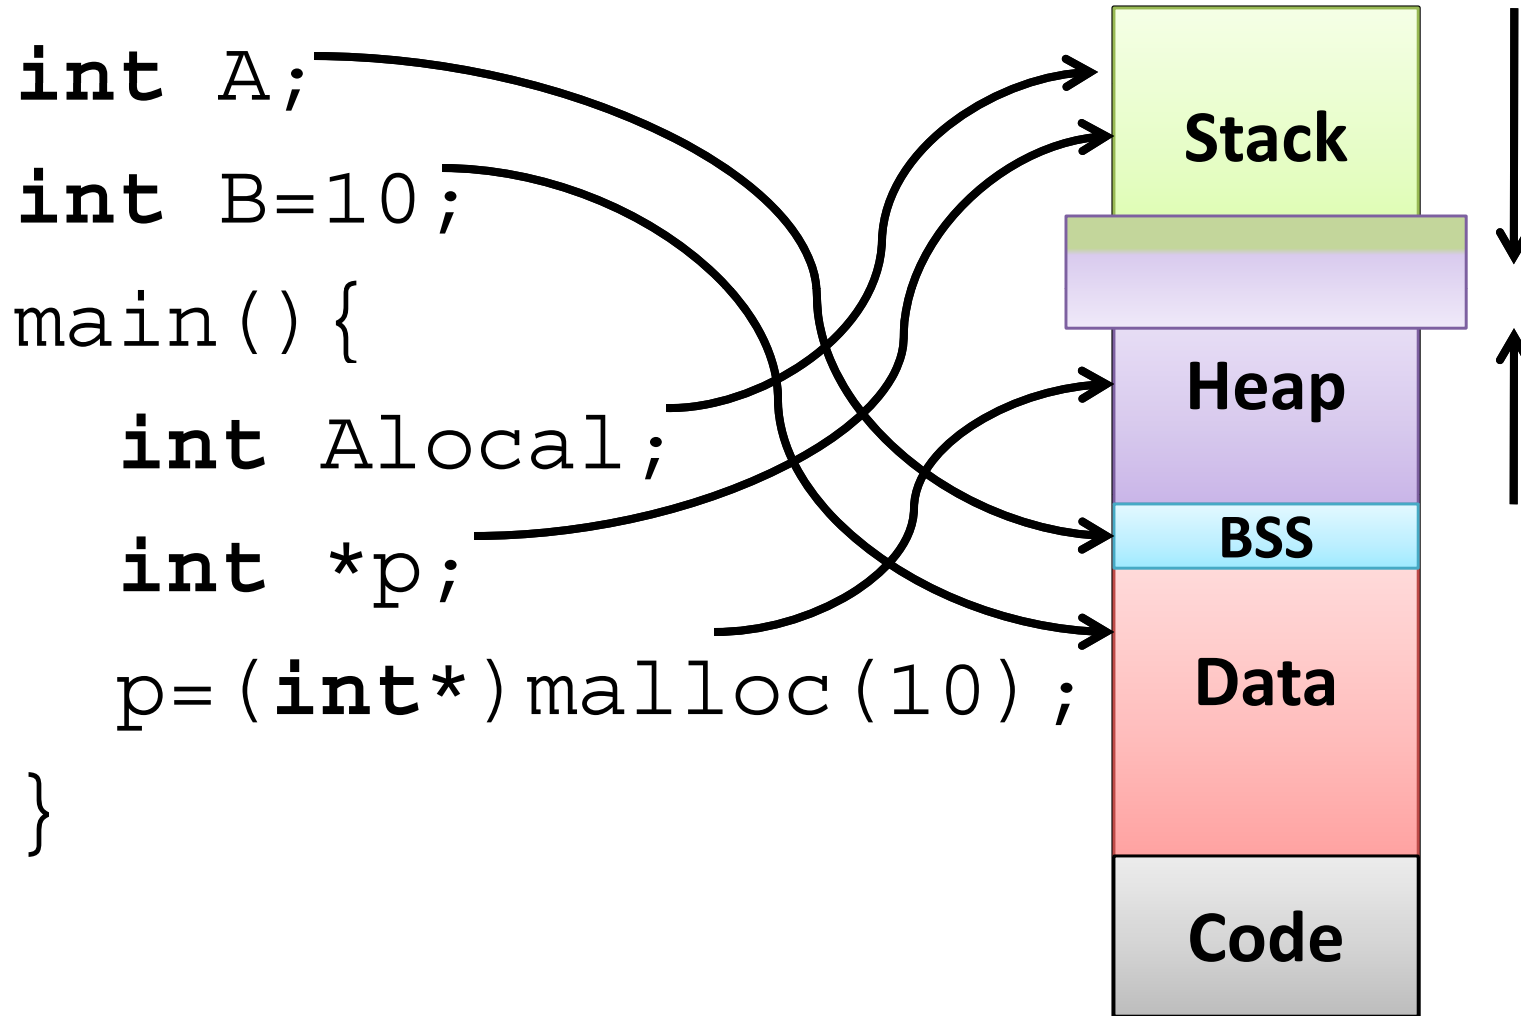 int A;
int B=10;
main(){
int Alocal;
int *p;
p=(int*)malloc(10);
}
Stack
Heap
BSS
Data
Code